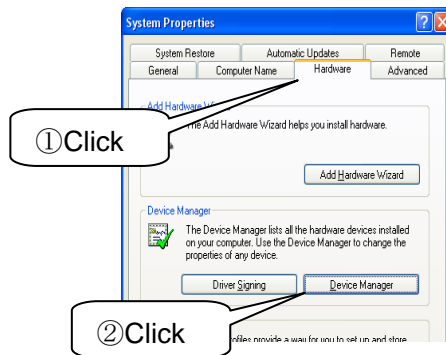 System Properties
System Restore Automatic Updates Remote
General Computer Name Hardware Advanced
Add Hardware
The Add Hardware Wizard helps you install hardware.
①Click
Add Hardware Wizard
Device Manager
The Device Manager lists all the hardware devices installed
on your computer. Use the Device Manager to change the
properties of any device.
Driver Signing Device Manager
②Click
provide a way for you to set up and store